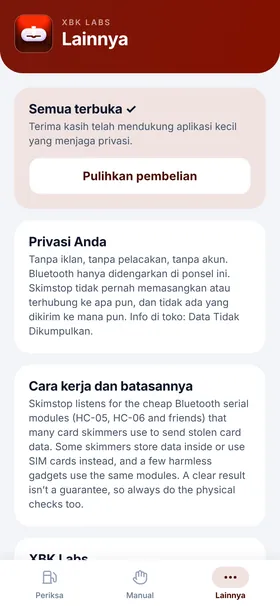 XBK LABS
Lainnya
Semua terbuka ✓
Terima kasih telah mendukung aplikasi kecil
yang menjaga privasi.
Pulihkan pembelian
Privasi Anda
Tanpa iklan, tanpa pelacakan, tanpa akun.
Bluetooth hanya didengarkan di ponsel ini.
Skimstop tidak pernah memasangkan atau
terhubung ke apa pun, dan tidak ada yang
dikirim ke mana pun. Info di toko: Data Tidak
Dikumpulkan.
Cara kerja dan batasannya
Skimstop listens for the cheap Bluetooth serial
modules (HC-05, HC-06 and friends) that
many card skimmers use to send stolen card
data. Some skimmers store data inside or use
SIM cards instead, and a few harmless
gadgets use the same modules. A clear result
isn't a guarantee, so always do the physical
checks too.
XBK Labs
Periksa
Manual
Lainnya